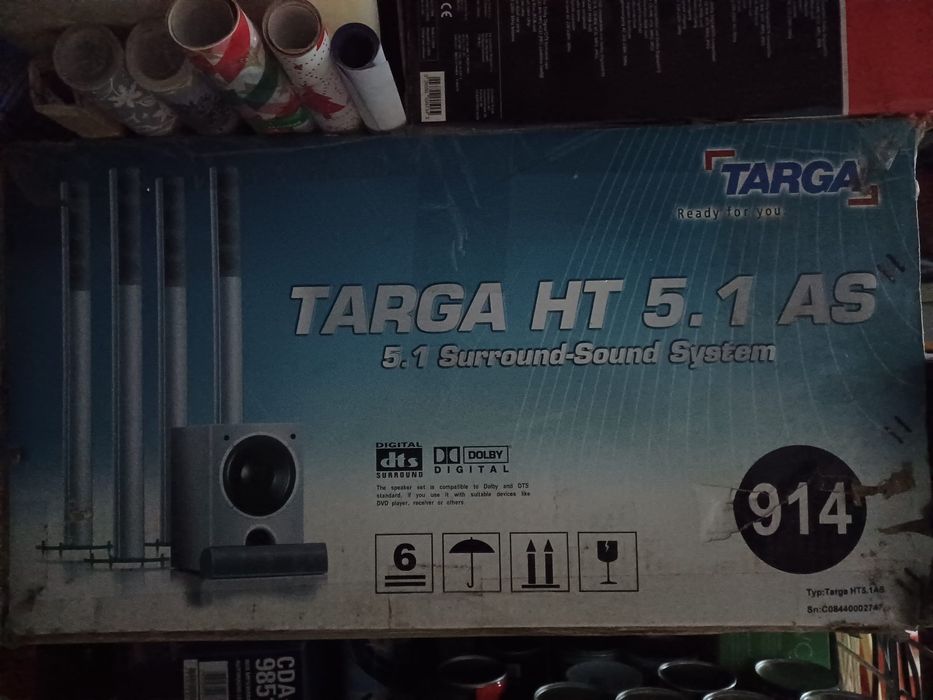 TARGA
Ready for you.
TARGA HT 5.1 AS
5.1 Surround-Sound System
DIGITAL
dts
SURROUND
DOLBY
DIGITAL
The speaker set is compatible to Dolby and DTS
standard, if you use it with suitable devices like
DVD player, receiver or others.
6
914
Typ:Targa HT5.1AS
Sn:C0844000274
CDA
985